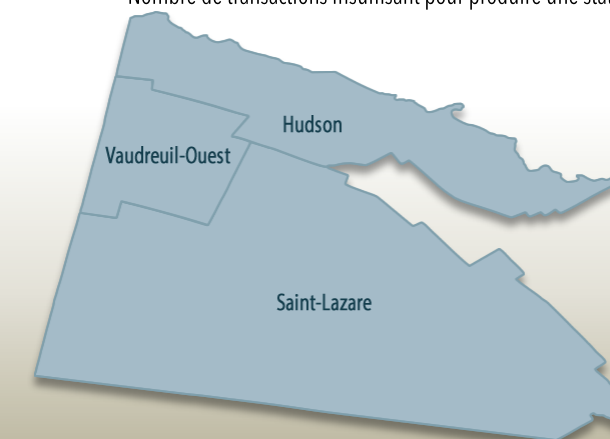 Nombre de transactions insuffisant pour produire une
Hudson
Vaudreuil-Ouest
Saint-Lazare